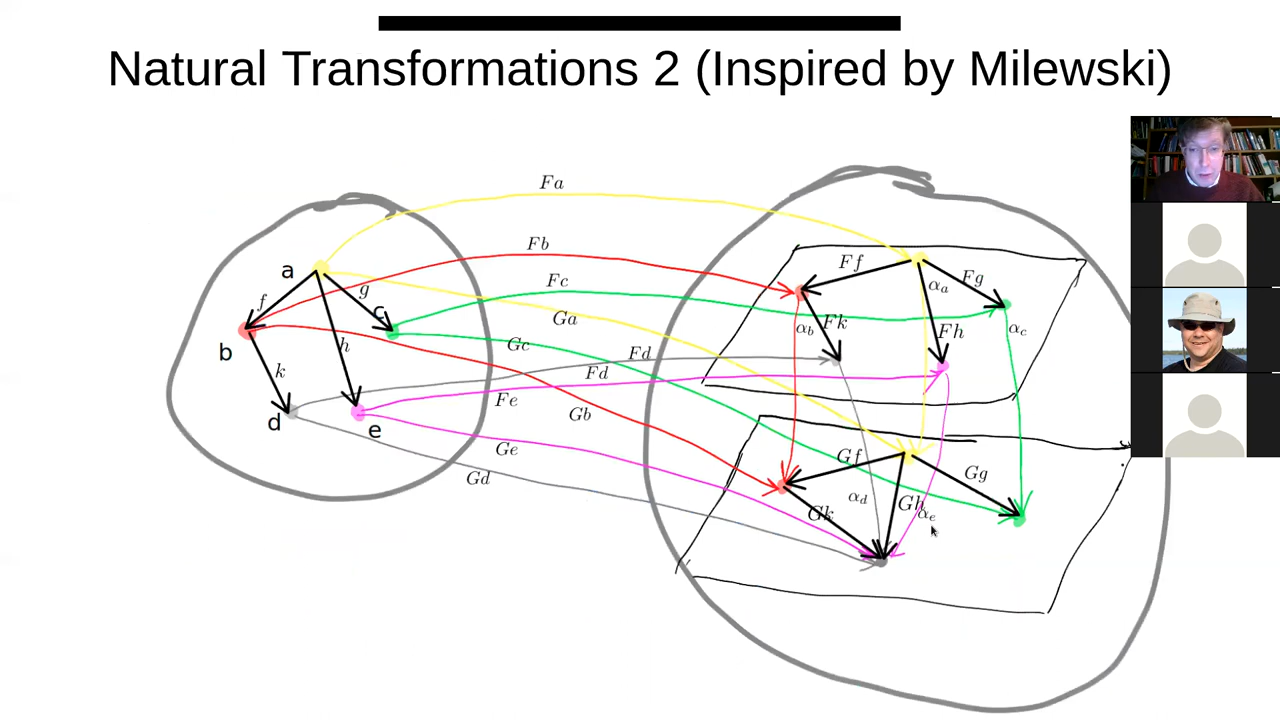 Natural Transformations 2 (Inspired by Milewski)
Fa
Fb
Fc
Ga
Gc
Fd
Fd
Fe
Gb
Ge
Gd
a
f
g
c
b
h
k
d
e
Ff
Fg
αa
αb
Fk
Fh
αc
Gf
Gg
αd
Gh
Gk
αe